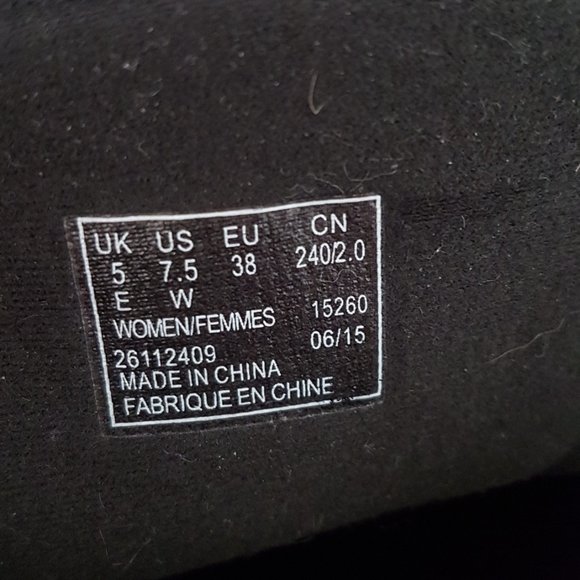 UK US EU CN
5 7.5 38 240/2.0
E W
WOMEN/FEMMES 15260
26112409 06/15
MADE IN CHINA
FABRIQUE EN CHINE